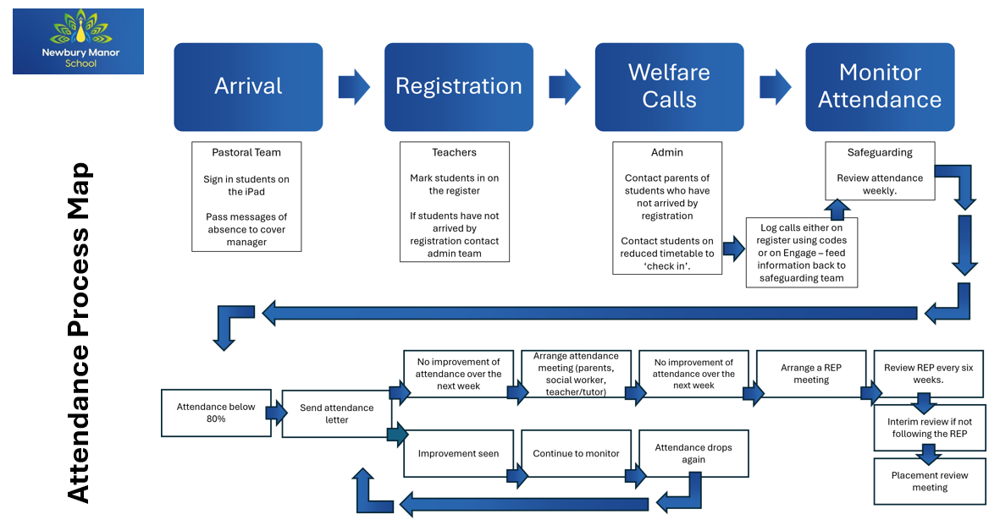 Newbury Manor
School
Attendance Process Map
Arrival
Registration
Welfare
Calls
Monitor
Attendance
Pastoral Team
Sign in students on
the iPad
Pass messages of
absence to cover
manager
Teachers
Mark students in on
the register
If students have not
arrived by
registration contact
admin team
Admin
Contact parents of
students who have
not arrived by
registration
Contact students on
reduced timetable to
‘check in’.
Log calls either on
register using codes
or on Engage – feed
information back to
safeguarding team
Safeguarding
Review attendance
weekly.
Attendance below
80%
Send attendance
letter
No improvement of
attendance over the
next week
Arrange attendance
meeting (parents,
social worker,
teacher/tutor)
No improvement of
attendance over the
next week
Arrange a REP
meeting
Review REP every six
weeks.
Interim review if not
following the REP
Placement review
meeting
Improvement seen
Continue to monitor
Attendance drops
again